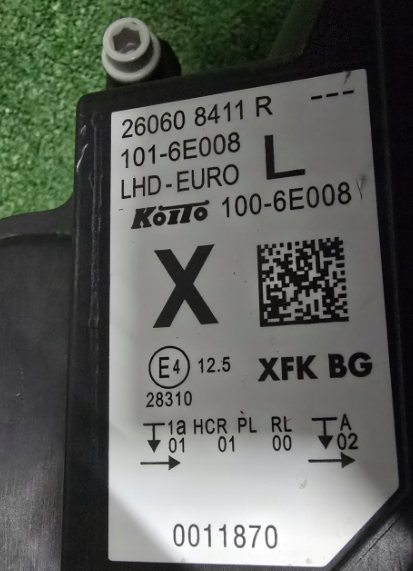 26060 8411 R ---
101-6E008 L
LHD-EURO
KOITO 100-6E008
X
E4 12.5 XFK BG
28310
1a HCR PL RL A
01 01 00 02
0011870